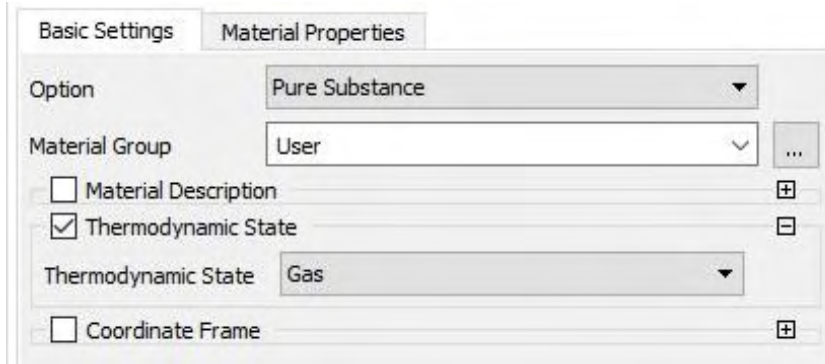 Basic Settings Material Properties
Option Pure Substance
Material Group User ...
Material Description
Thermodynamic State
Thermodynamic State Gas
Coordinate Frame